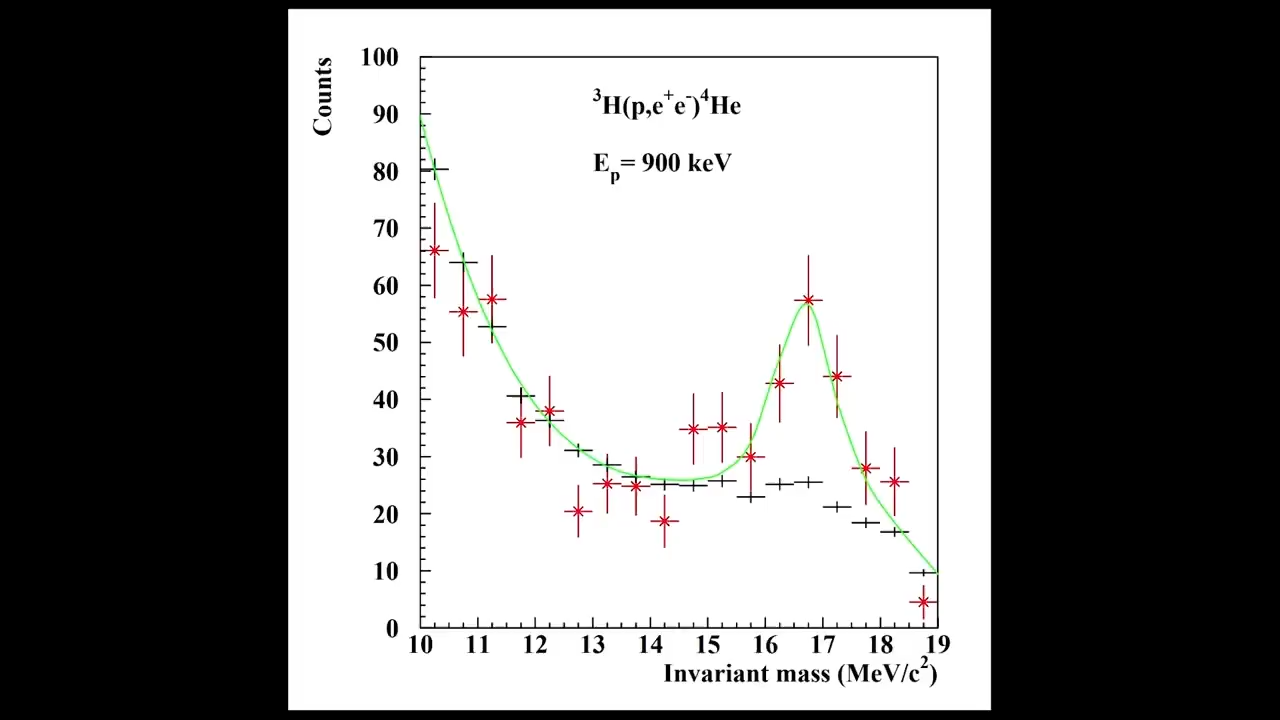 Counts
100
90
80
70
60
50
40
30
20
10
0
³H(p,e⁺e⁻)⁴He
Eₚ= 900 keV
10 11 12 13 14 15 16 17 18 19
Invariant mass (MeV/c²)